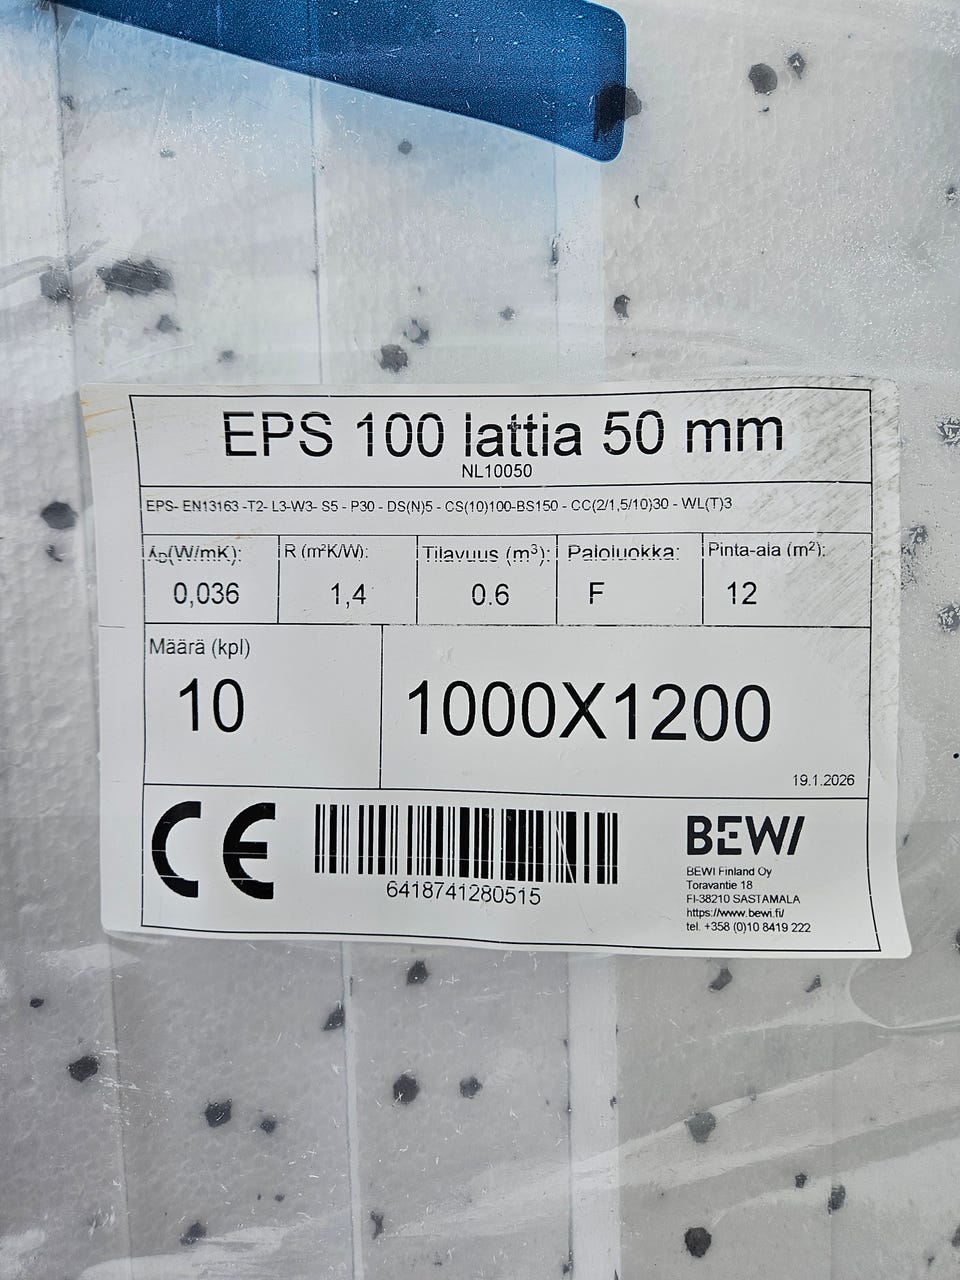 EPS 100 lattia 50 mm
NL10050
EPS- EN13163 -T2- L3-W3- S5 - P30 - DS(N)5 - CS(10)100-BS150 - CC(2/1,5/10)30 - WL(T)3
λD(W/mK): R (m²K/W): Tilavuus (m³): Paloluokka: Pinta-ala (m²):
0,036 1,4 0.6 F 12
Määrä (kpl)
10 1000X1200
19.1.2026
CE
6418741280515
BEWI
BEWI Finland Oy
Toravantie 18
FI-38210 SASTAMALA
https://www.bewi.fi/
tel. +358 (0)10 8419 222